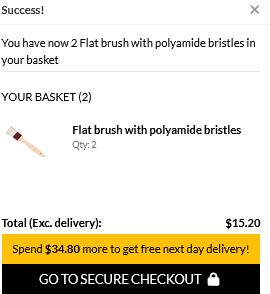 Success!
You have now 2 Flat brush with polyamide bristles in
your basket
YOUR BASKET (2)
Flat brush with polyamide bristles
Qty: 2
Total (Exc. delivery): $15.20
Spend $34.80 more to get free next day delivery!
GO TO SECURE CHECKOUT